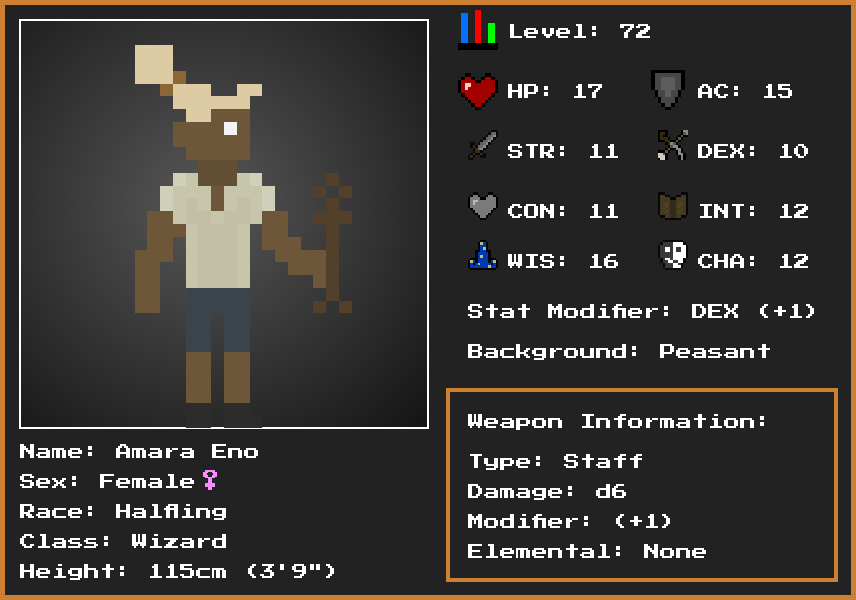 Level: 72
HP: 17 AC: 15
STR: 11 DEX: 10
CON: 11 INT: 12
WIS: 16 CHA: 12
Stat Modifier: DEX (+1)
Background: Peasant
Weapon Information:
Type: Staff
Damage: d6
Modifier: (+1)
Elemental: None
Name: Amara Eno
Sex: Female♀
Race: Halfling
Class: Wizard
Height: 115cm (3'9")